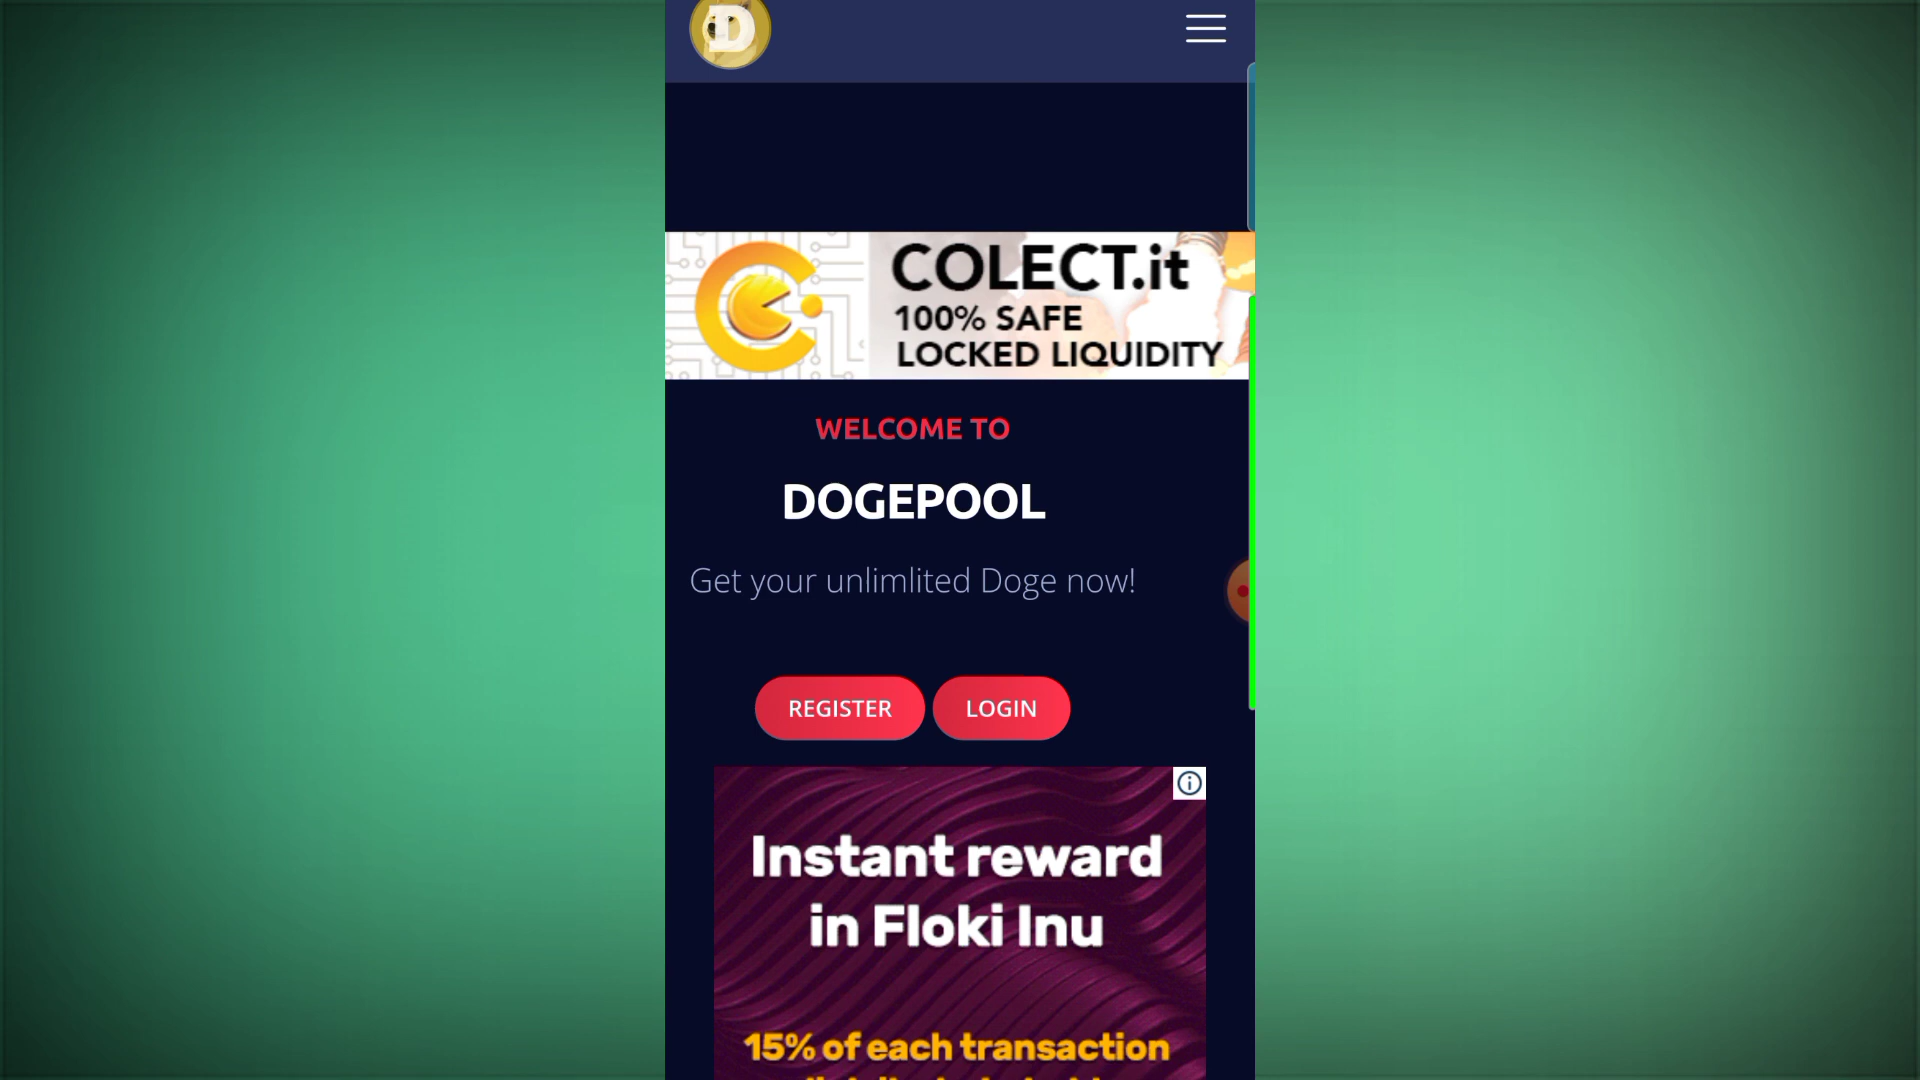 D
COLECT.it
100% SAFE
LOCKED LIQUIDITY
WELCOME TO
DOGEPOOL
Get your unlimlited Doge now!
REGISTER LOGIN
Instant reward
in Floki Inu
15% of each transaction